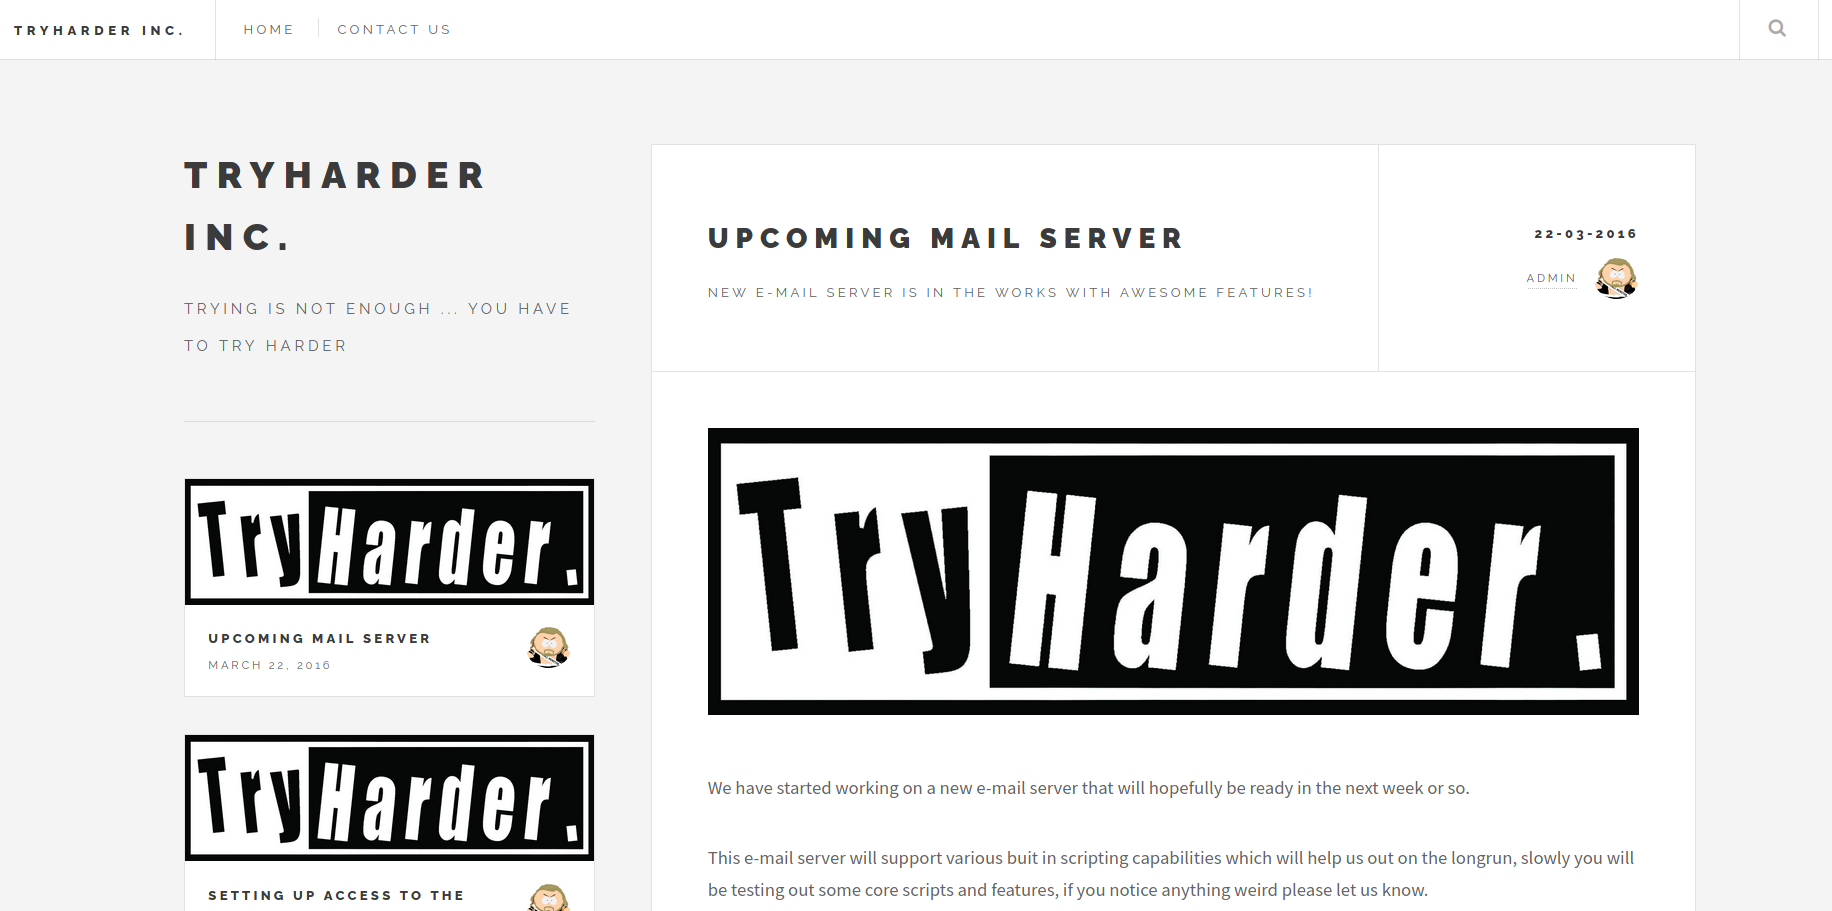 TRYHARDER INC.
HOME
CONTACT US
TRYHARDER
INC.
TRYING IS NOT ENOUGH ... YOU HAVE
TO TRY HARDER
TryHarder.
UPCOMING MAIL SERVER
MARCH 22, 2016
TryHarder.
SETTING UP ACCESS TO THE
UPCOMING MAIL SERVER
NEW E-MAIL SERVER IS IN THE WORKS WITH AWESOME FEATURES!
22-03-2016
ADMIN
TryHarder.
We have started working on a new e-mail server that will hopefully be ready in the next week or so.
This e-mail server will support various buit in scripting capabilities which will help us out on the longrun, slowly you will
be testing out some core scripts and features, if you notice anything weird please let us know.